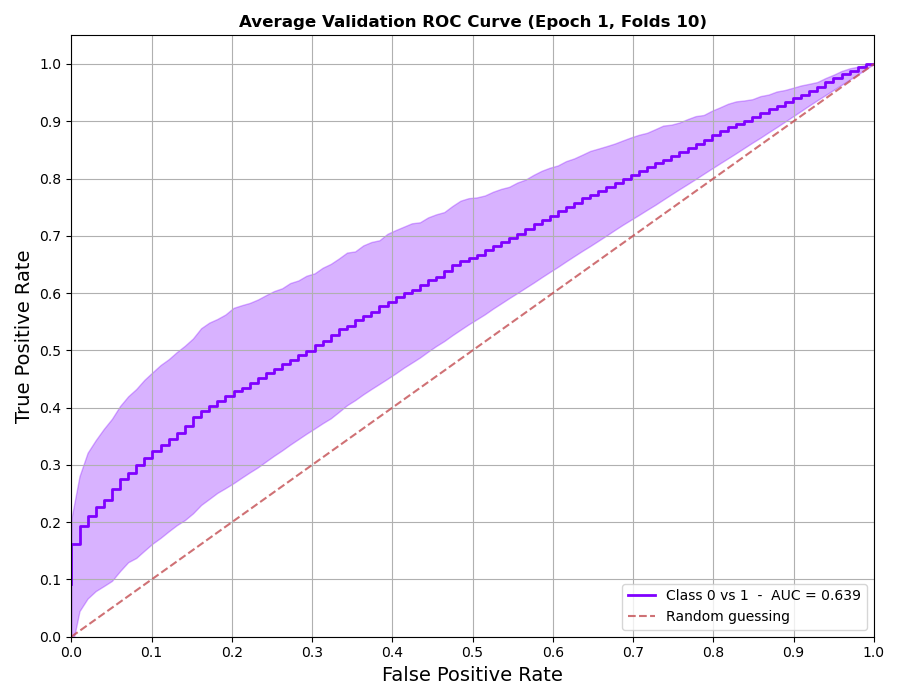 Average Validation ROC Curve (Epoch 1, Folds 10)
True Positive Rate
1.0
0.9
0.8
0.7
0.6
0.5
0.4
0.3
0.2
0.1
0.0
Class 0 vs 1 - AUC = 0.639
Random guessing
0.0 0.1 0.2 0.3 0.4 0.5 0.6 0.7 0.8 0.9 1.0
False Positive Rate